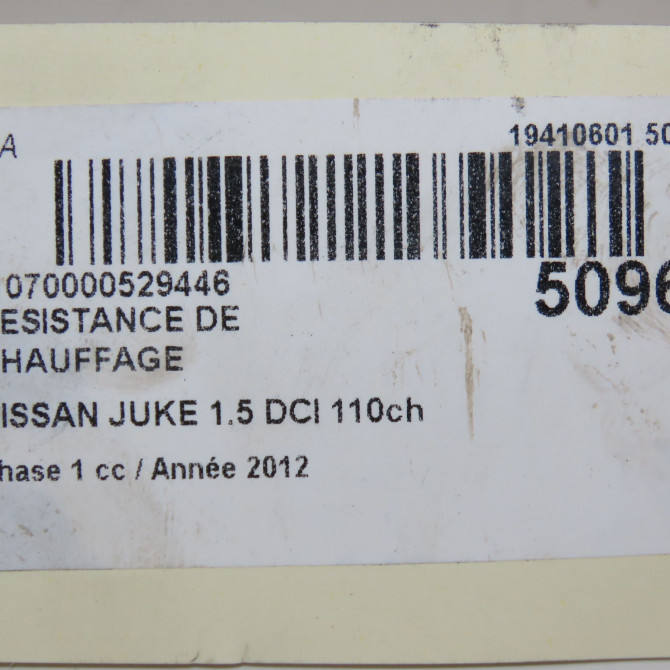 A
19410601 50
070000529446
5096
ESISTANCE DE
HAUFFAGE
ISSAN JUKE 1.5 DCI 110ch
hase 1 cc / Année 2012